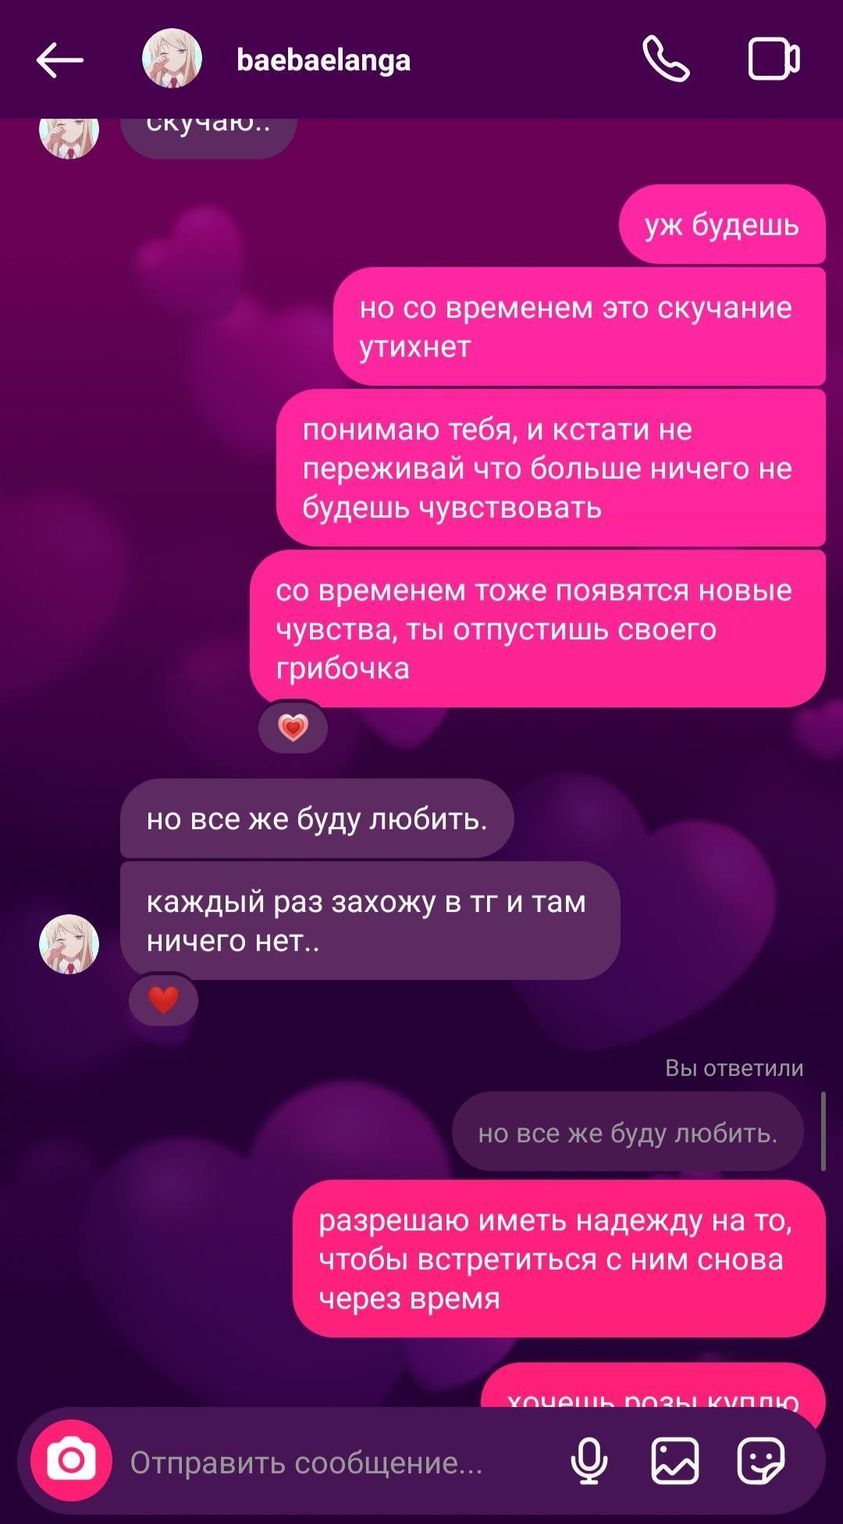 baebaelanga
скучаю..
уж будешь
но со временем это скучание
утихнет
понимаю тебя, и кстати не
переживай что больше ничего не
будешь чувствовать
со временем тоже появятся новые
чувства, ты отпустишь своего
грибочка
но все же буду любить.
каждый раз захожу в тг и там
ничего нет..
Вы ответили
но все же буду любить.
разрешаю иметь надежду на то,
чтобы встретиться с ним снова
через время
хочешь розы куплю
Отправить сообщение...